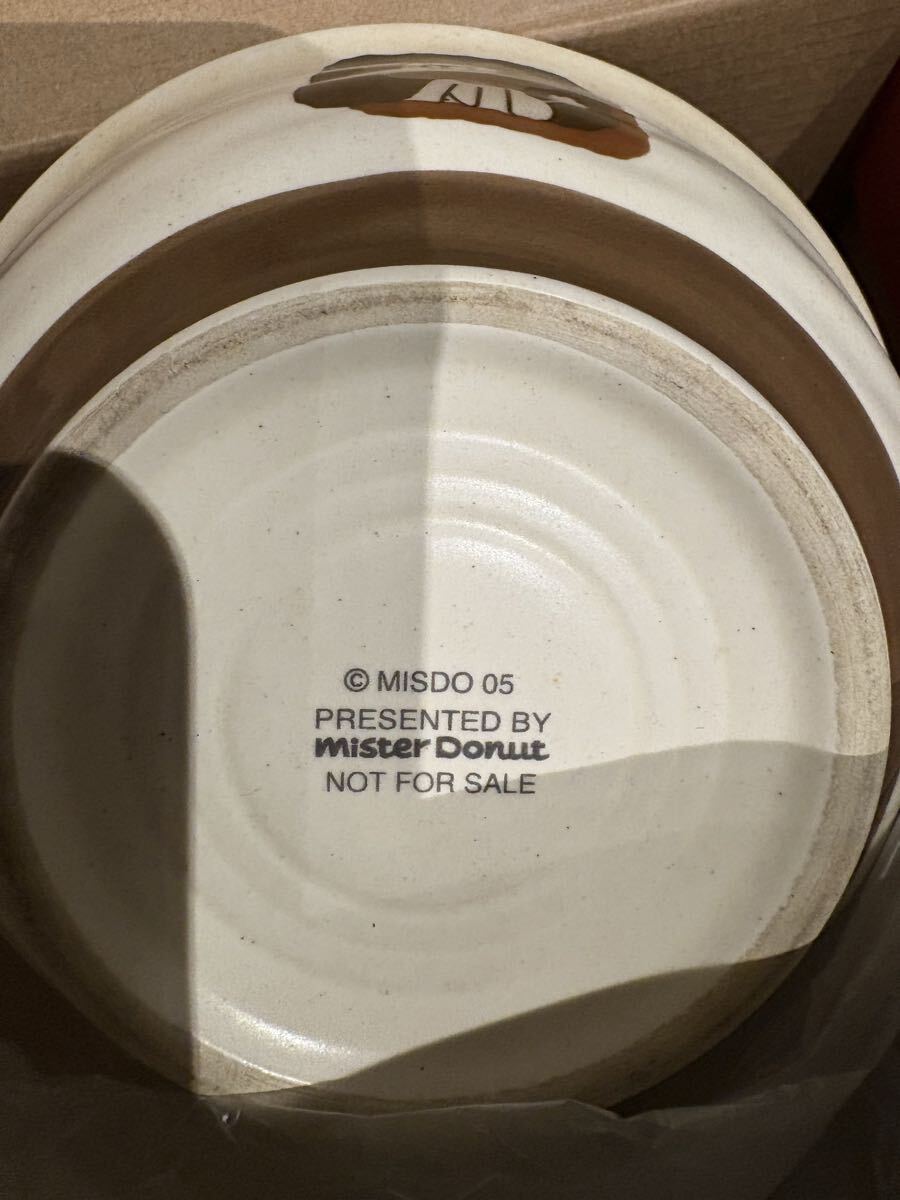 © MISDO 05
PRESENTED BY
mister Donut
NOT FOR SALE